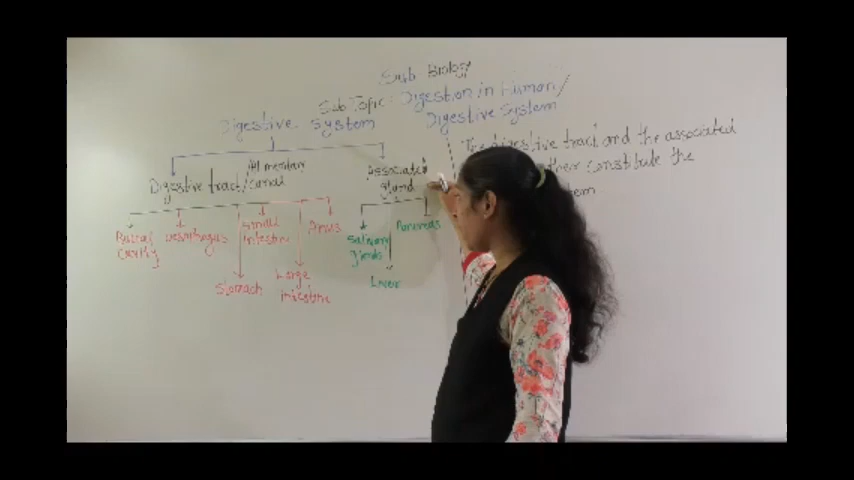 Sub Biology
Sub Topic: Digestion in Human/
Digestive System
Digestive system
Digestive tract/Alimentary
canal
Associated
gland
Buccal
cavity
Oesophagus
Stomach
Small
intestine
Large
intestine
Anus
Salivary
glands
Liver
Pancreas
The digestive tract and the associated
constitute the